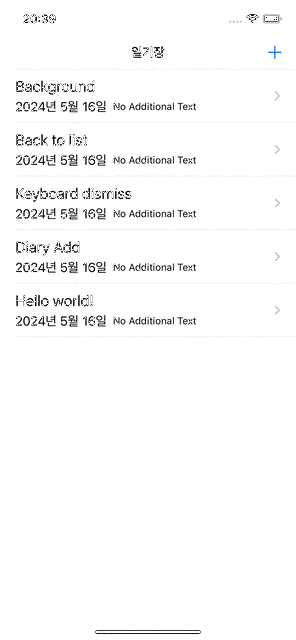 20:39
일기장
Background
2024년 5월 16일 No Additional Text
Back to list
2024년 5월 16일 No Additional Text
Keyboard dismiss
2024년 5월 16일 No Additional Text
Diary Add
2024년 5월 16일 No Additional Text
Hello world!
2024년 5월 16일 No Additional Text